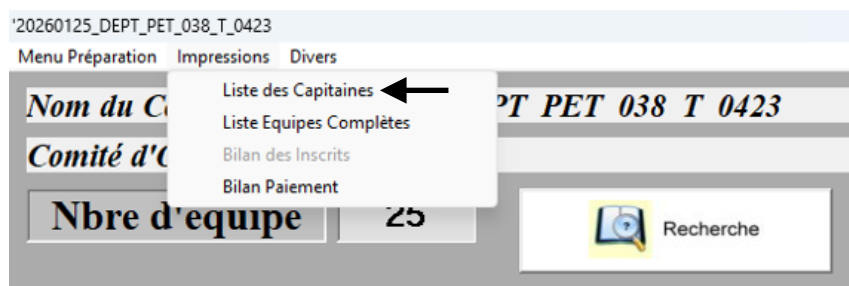 '20260125_DEPT_PET_038_T_0423
Menu Préparation Impressions Divers
Liste des Capitaines
Nom du C PT PET 038 T 0423
Liste Equipes Complètes
Comité d'
Bilan des Inscrits
Bilan Paiement
Nbre d'equipe 25
Recherche